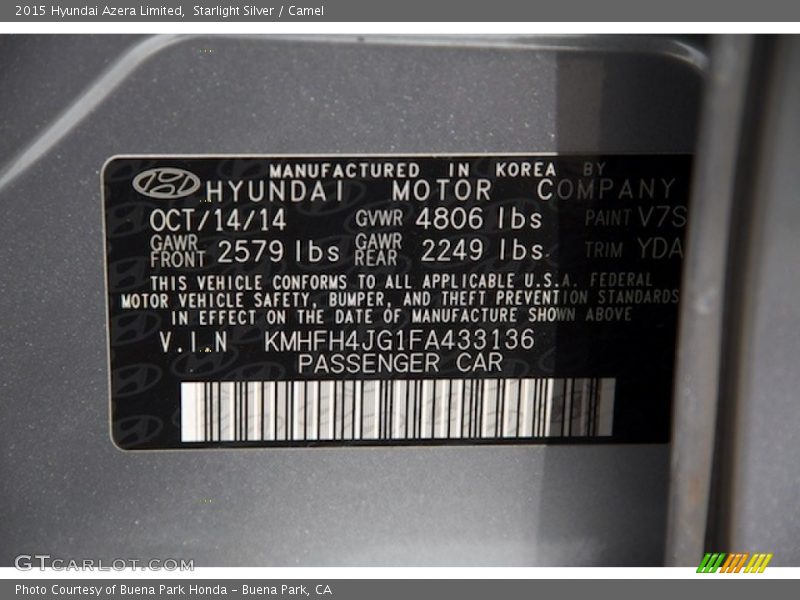 2015 Hyundai Azera Limited, Starlight Silver / Camel
MANUFACTURED IN KOREA BY
HYUNDAI MOTOR COMPANY
OCT/14/14 GVWR 4806 lbs PAINT V7S
GAWR FRONT 2579 lbs GAWR REAR 2249 lbs TRIM YDA
THIS VEHICLE CONFORMS TO ALL APPLICABLE U.S.A. FEDERAL
MOTOR VEHICLE SAFETY, BUMPER, AND THEFT PREVENTION STANDARDS
IN EFFECT ON THE DATE OF MANUFACTURE SHOWN ABOVE
V.I.N KMHFH4JG1FA433136
PASSENGER CAR
GTCARLOT.COM
Photo Courtesy of Buena Park Honda - Buena Park, CA